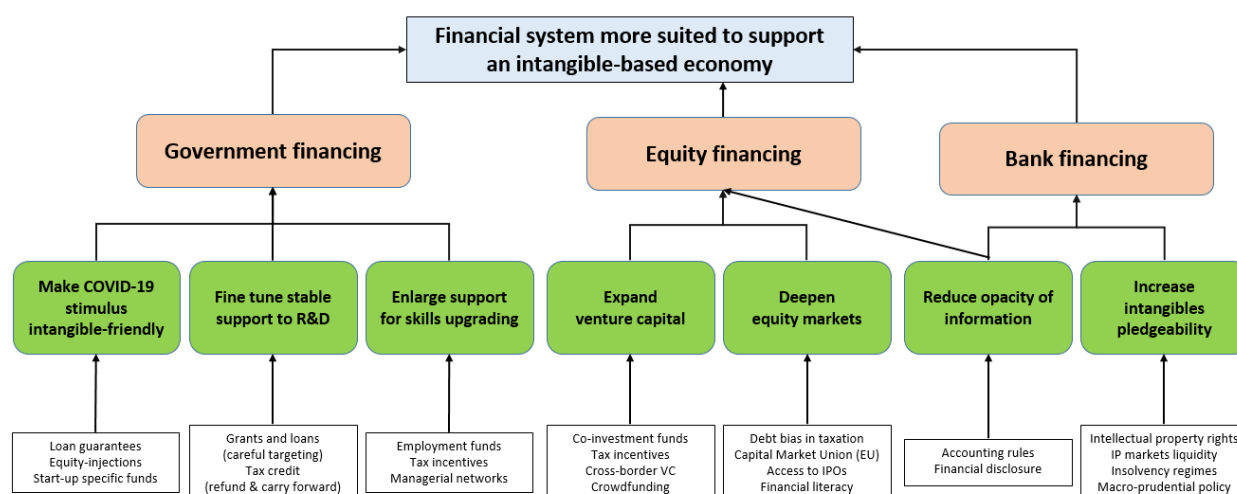 Financial system more suited to support
an intangible-based economy
Government financing
Equity financing
Bank financing
Make COVID-19
stimulus
intangible-friendly
Fine tune stable
support to R&D
Enlarge support
for skills upgrading
Expand
venture capital
Deepen
equity markets
Reduce opacity of
information
Increase
intangibles
pledgeability
Loan guarantees
Equity-injections
Start-up specific funds
Grants and loans
(careful targeting)
Tax credit
(refund & carry forward)
Employment funds
Tax incentives
Managerial networks
Co-investment funds
Tax incentives
Cross-border VC
Crowdfunding
Debt bias in taxation
Capital Market Union (EU)
Access to IPOs
Financial literacy
Accounting rules
Financial disclosure
Intellectual property rights
IP markets liquidity
Insolvency regimes
Macro-prudential policy